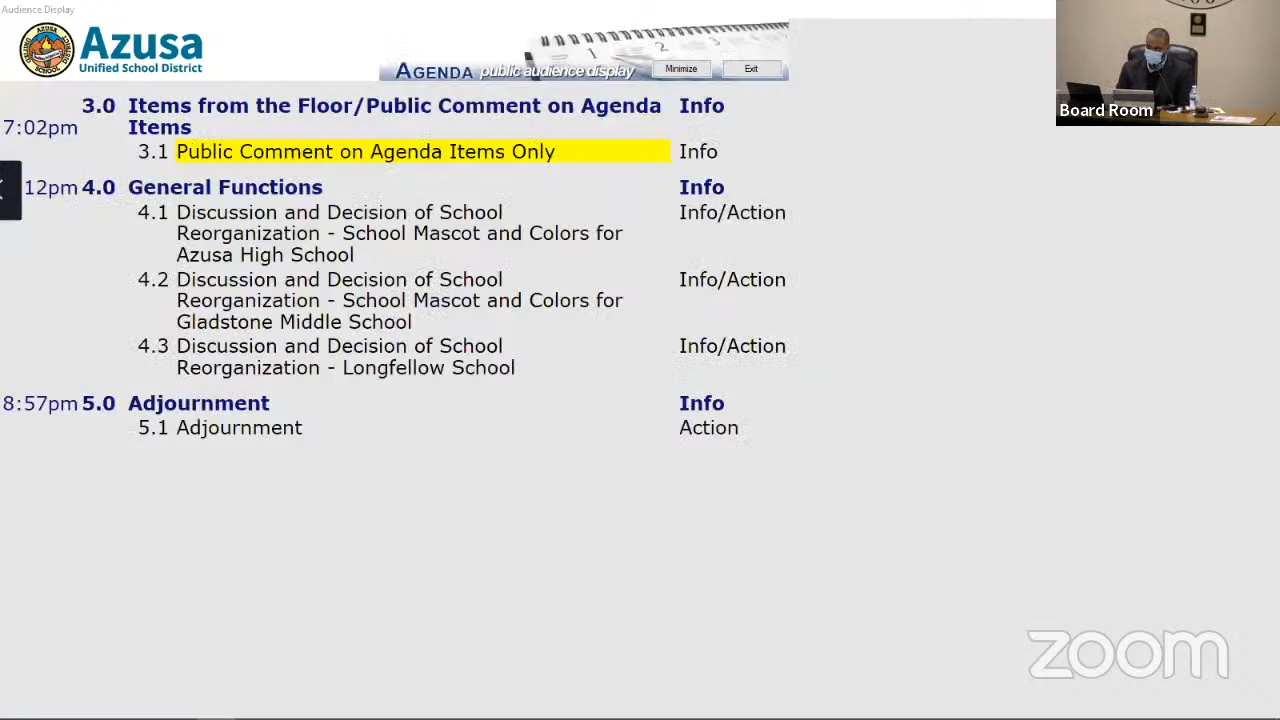 Audience Display
Azusa
Unified School District
AGENDA public audience display
Minimize
Exit
1 2 3
Board Room
3.0 Items from the Floor/Public Comment on Agenda Info
7:02pm Items
3.1 Public Comment on Agenda Items Only Info
12pm 4.0 General Functions Info
4.1 Discussion and Decision of School Info/Action
Reorganization - School Mascot and Colors for
Azusa High School
4.2 Discussion and Decision of School Info/Action
Reorganization - School Mascot and Colors for
Gladstone Middle School
4.3 Discussion and Decision of School Info/Action
Reorganization - Longfellow School
8:57pm 5.0 Adjournment Info
5.1 Adjournment Action
zoom